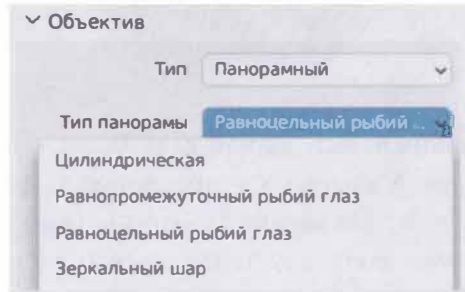 Объектив
Тип Панорамный
Тип панорамы Равноцельный рыбий ...
Цилиндрическая
Равнопромежуточный рыбий глаз
Равноцельный рыбий глаз
Зеркальный шар